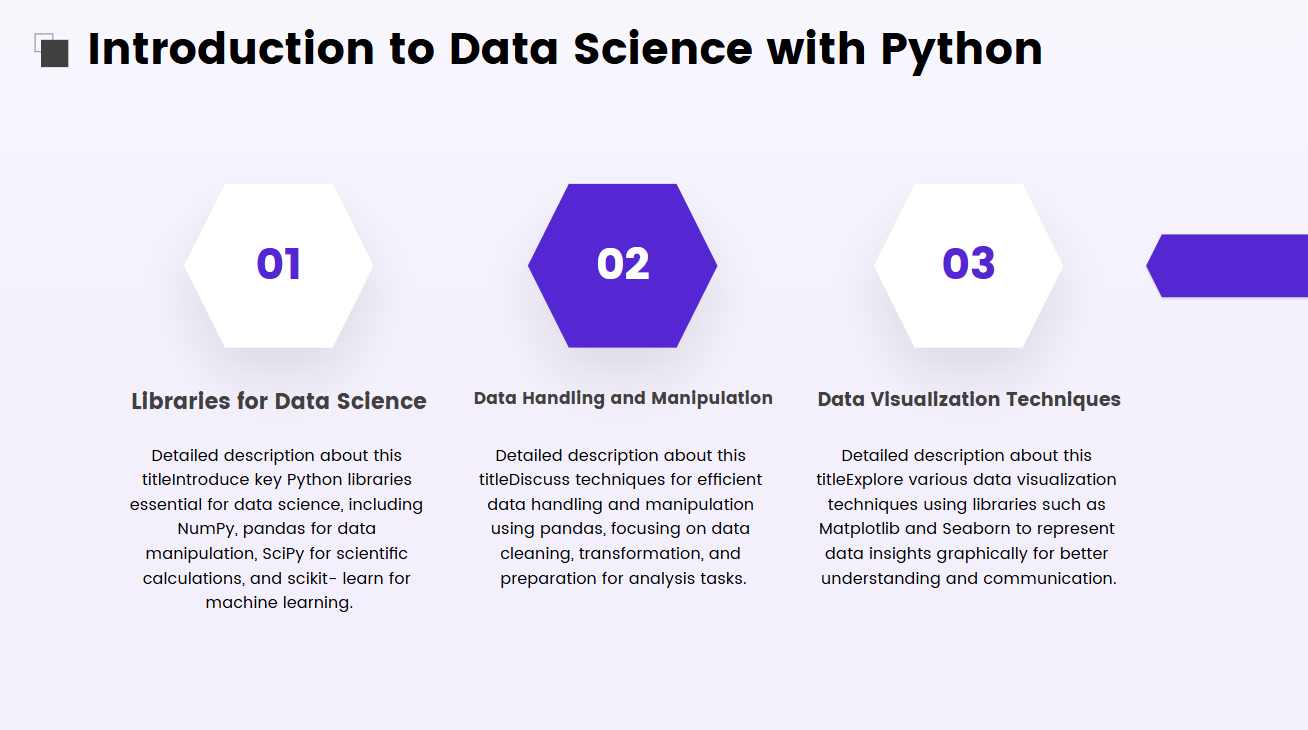 Introduction to Data Science with Python
01
02
03
Libraries for Data Science
Data Handling and Manipulation
Data Visualization Techniques
Detailed description about this
titleIntroduce key Python libraries
essential for data science, including
NumPy, pandas for data
manipulation, SciPy for scientific
calculations, and scikit- learn for
machine learning.
Detailed description about this
titleDiscuss techniques for efficient
data handling and manipulation
using pandas, focusing on data
cleaning, transformation, and
preparation for analysis tasks.
Detailed description about this
titleExplore various data visualization
techniques using libraries such as
Matplotlib and Seaborn to represent
data insights graphically for better
understanding and communication.